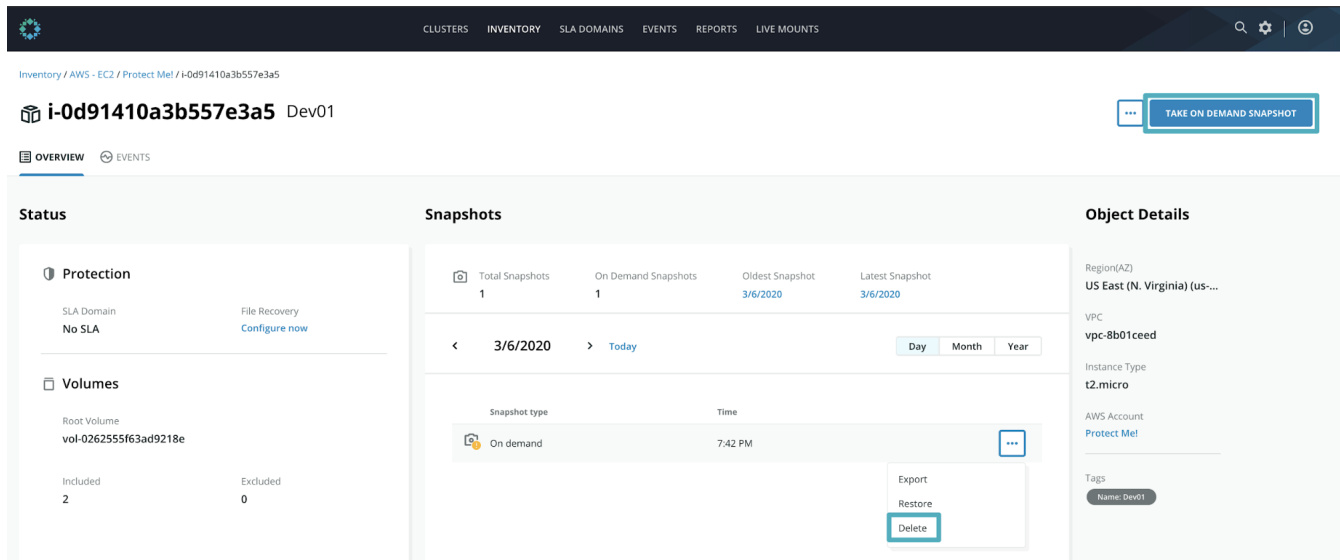 CLUSTERS INVENTORY SLA DOMAINS EVENTS REPORTS LIVE MOUNTS
Inventory / AWS - EC2 / Protect Me! / i-0d91410a3b557e3a5
i-0d91410a3b557e3a5 Dev01
... TAKE ON DEMAND SNAPSHOT
OVERVIEW EVENTS
Status
Protection
SLA Domain File Recovery
No SLA Configure now
Volumes
Root Volume
vol-0262555f63ad9218e
Included Excluded
2 0
Snapshots
Total Snapshots On Demand Snapshots Oldest Snapshot Latest Snapshot
1 1 3/6/2020 3/6/2020
< 3/6/2020 > Today Day Month Year
Snapshot type Time
On demand 7:42 PM ...
Export
Restore
Delete
Object Details
Region(AZ)
US East (N. Virginia) (us-...
VPC
vpc-8b01ceed
Instance Type
t2.micro
AWS Account
Protect Me!
Tags
Name: Dev01